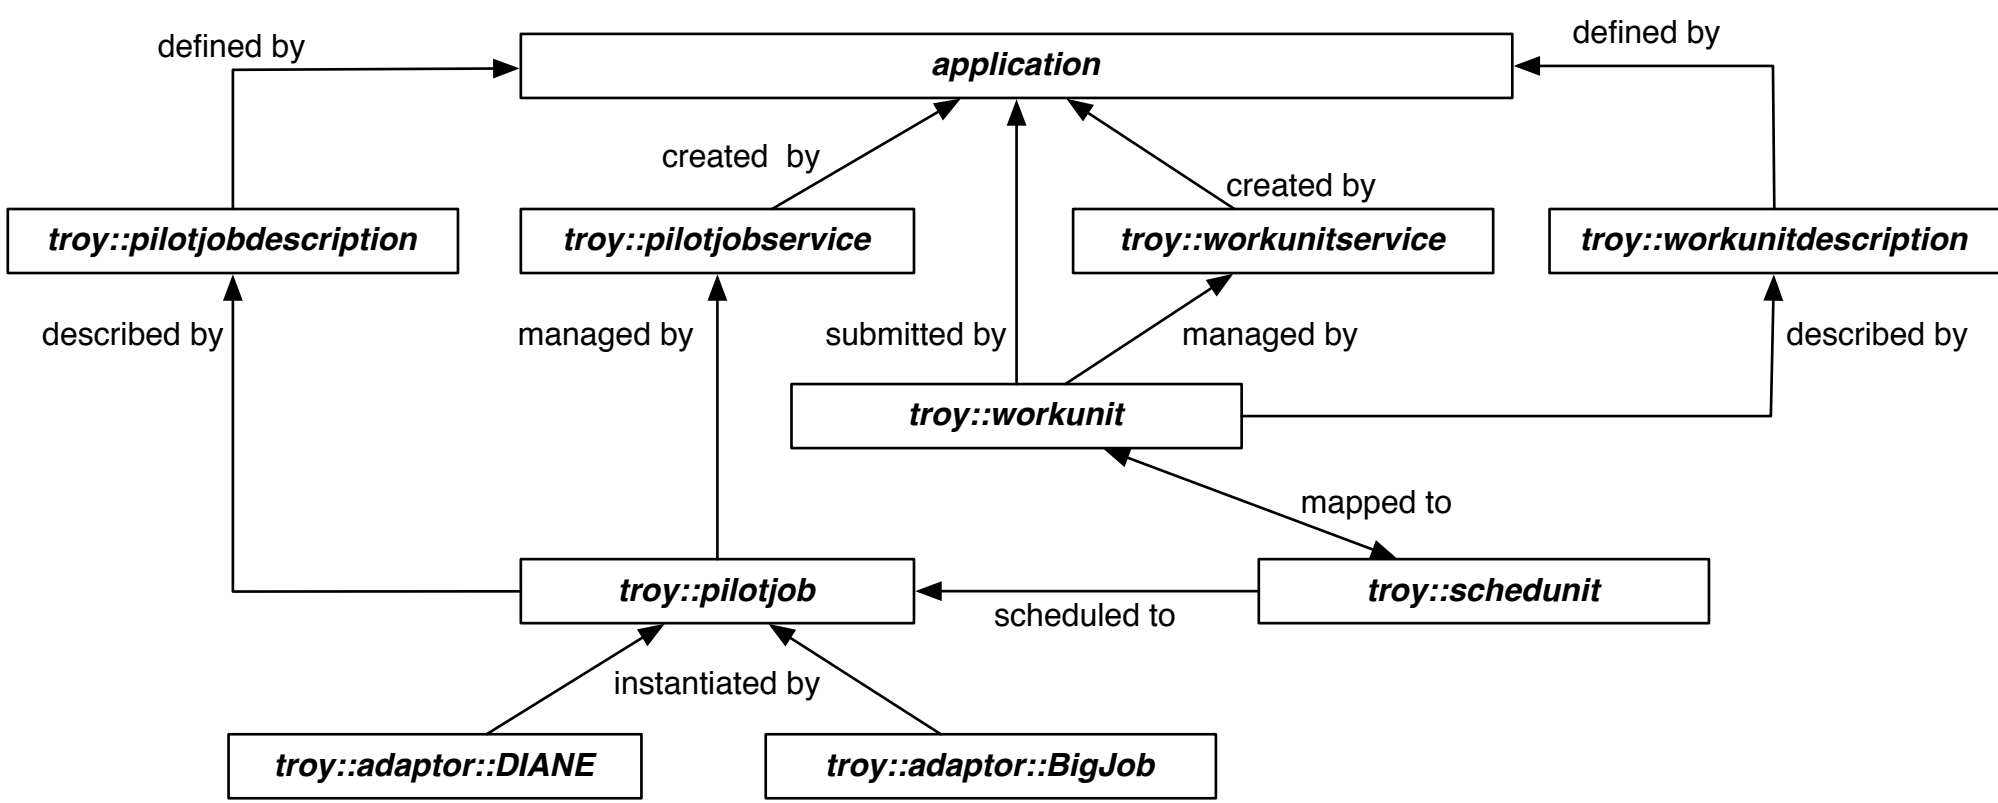 defined by
defined by
application
created  by
created by
troy::pilotjobdescription
troy::pilotjobservice
troy::workunitservice
troy::workunitdescription
described by
managed by
submitted by
managed by
described by
troy::workunit
mapped to
troy::pilotjob
troy::schedunit
scheduled to
instantiated by
troy::adaptor::DIANE
troy::adaptor::BigJob